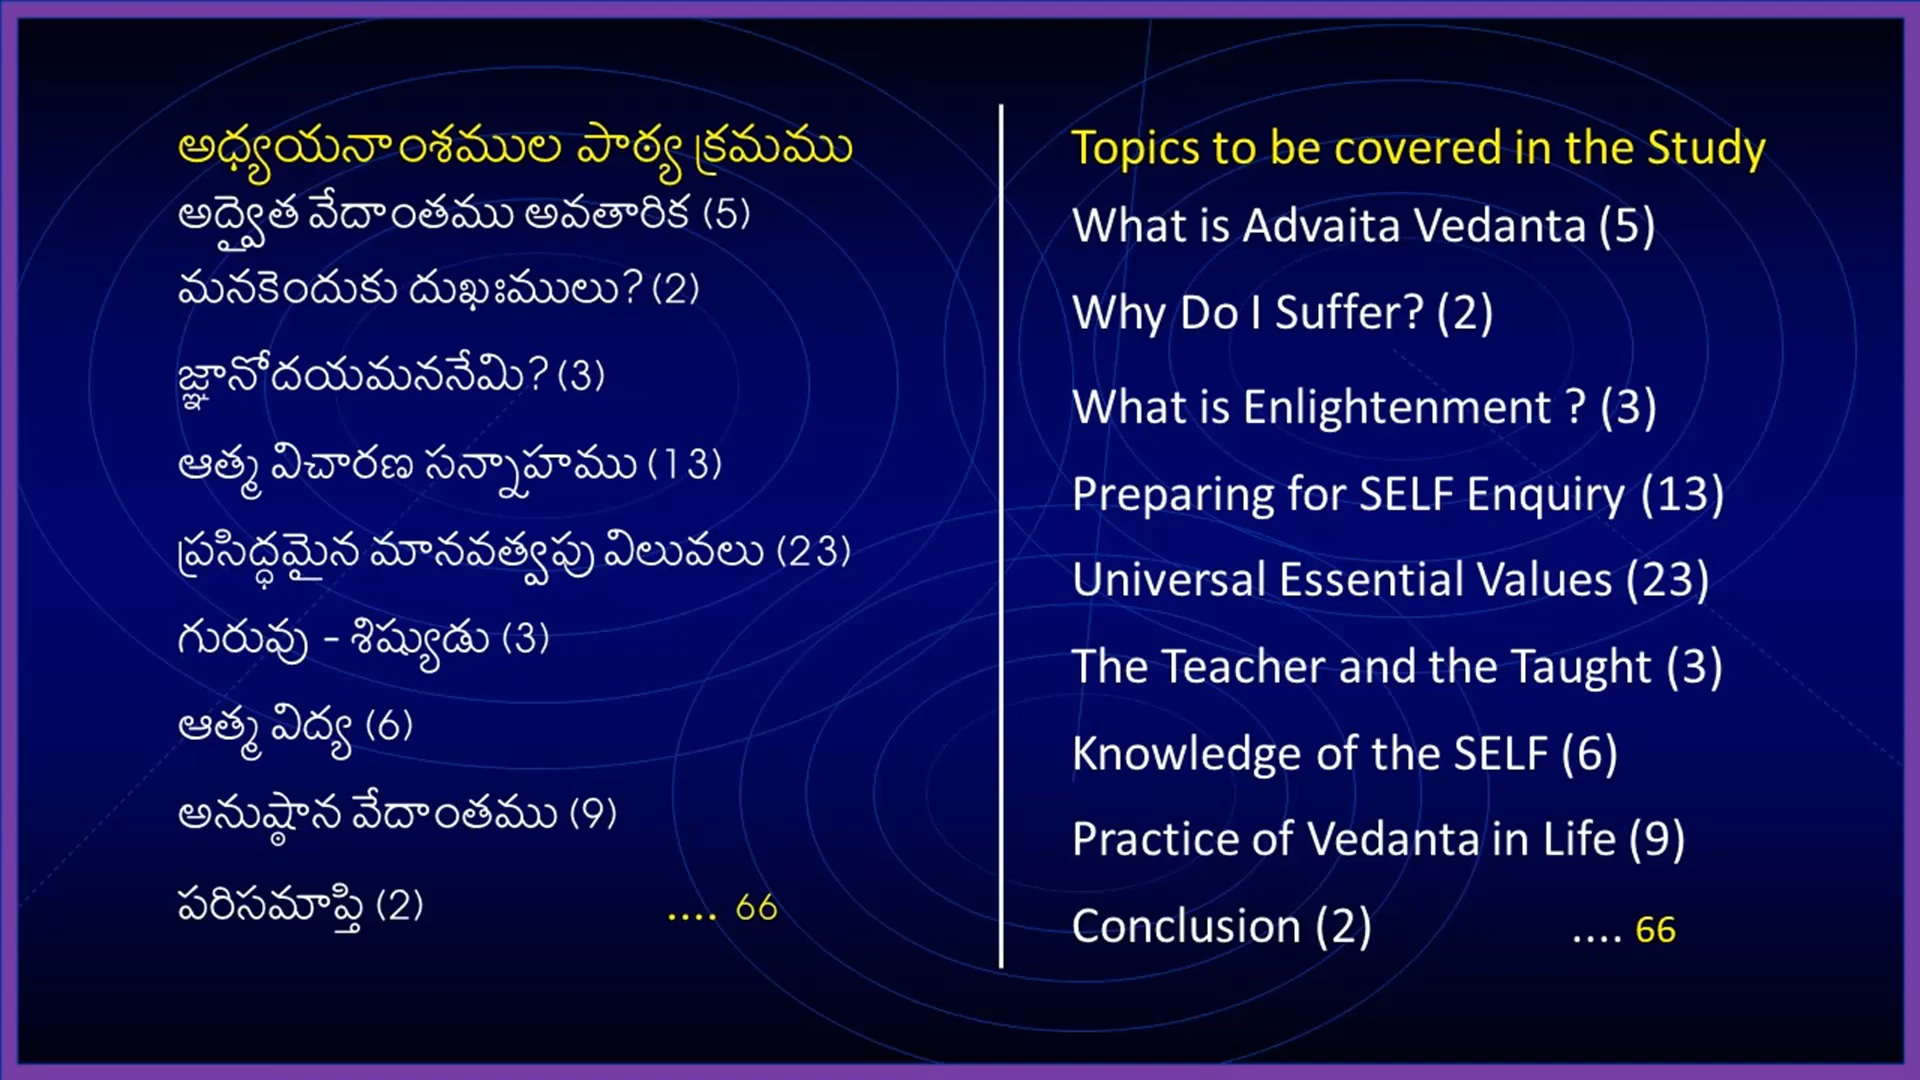 అధ్యయనాంశముల పాఠ్య క్రమము
అద్వైత వేదాంతము అవతారిక (5)
మనకెందుకు దుఖఃములు? (2)
జ్ఞానోదయమననేమి? (3)
ఆత్మ విచారణ సన్నాహము (13)
ప్రసిద్ధమైన మానవత్వపు విలువలు (23)
గురువు - శిష్యుడు (3)
ఆత్మ విద్య (6)
అనుష్ఠాన వేదాంతము (9)
పరిసమాప్తి (2) .... 66
Topics to be covered in the Study
What is Advaita Vedanta (5)
Why Do I Suffer? (2)
What is Enlightenment ? (3)
Preparing for SELF Enquiry (13)
Universal Essential Values (23)
The Teacher and the Taught (3)
Knowledge of the SELF (6)
Practice of Vedanta in Life (9)
Conclusion (2) .... 66